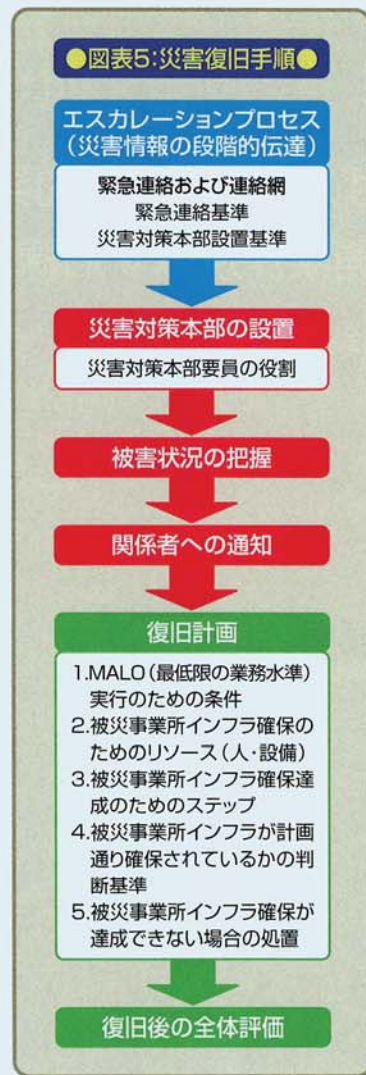 ●図表5:災害復旧手順●
エスカレーションプロセス
（災害情報の段階的伝達）
緊急連絡および連絡網
緊急連絡基準
災害対策本部設置基準
災害対策本部の設置
災害対策本部要員の役割
被害状況の把握
関係者への通知
復旧計画
1.MALO（最低限の業務水準）
実行のための条件
2.被災事業所インフラ確保の
ためのリソース（人・設備）
3.被災事業所インフラ確保達
成のためのステップ
4.被災事業所インフラが計画
通り確保されているかの判
断基準
5.被災事業所インフラ確保が
達成できない場合の処置
復旧後の全体評価